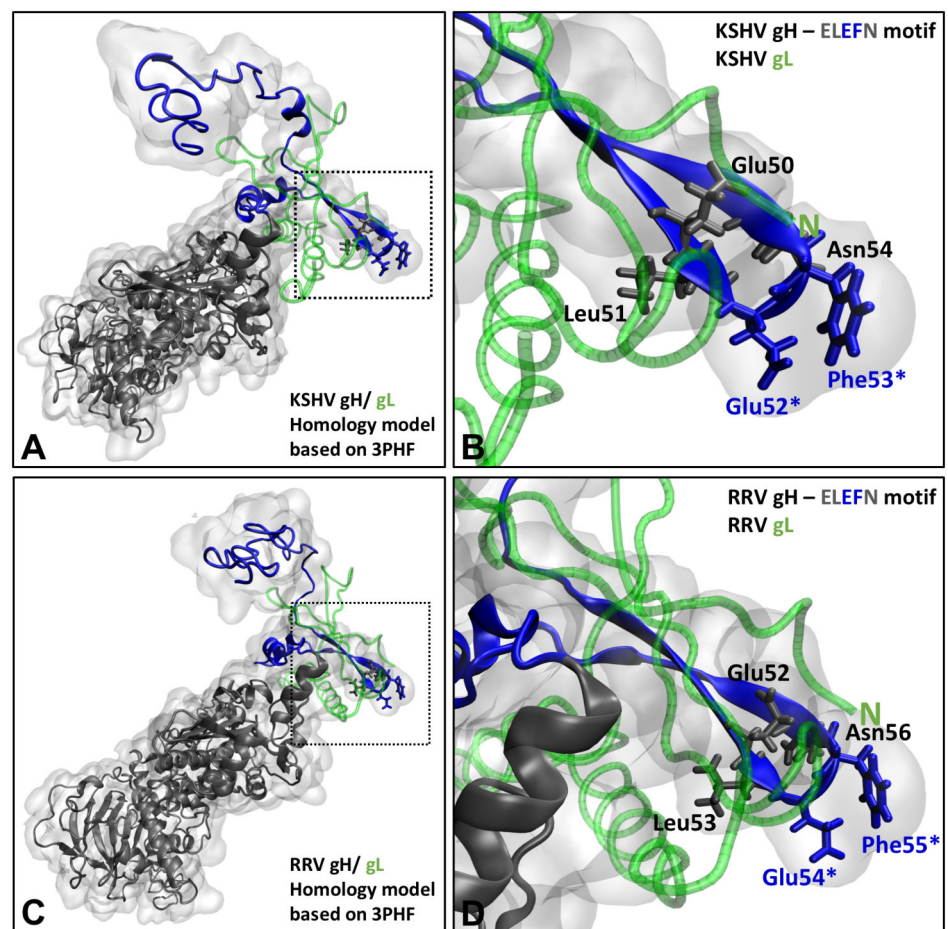 KSHV gH/ gL
Homology model
based on 3PHF
A
KSHV gH – ELEFN motif
KSHV gL
Glu50
N
Asn54
Leu51
Phe53*
Glu52*
B
RRV gH/ gL
Homology model
based on 3PHF
C
RRV gH – ELEFN motif
RRV gL
Glu52
N
Asn56
Leu53
Phe55*
Glu54*
D